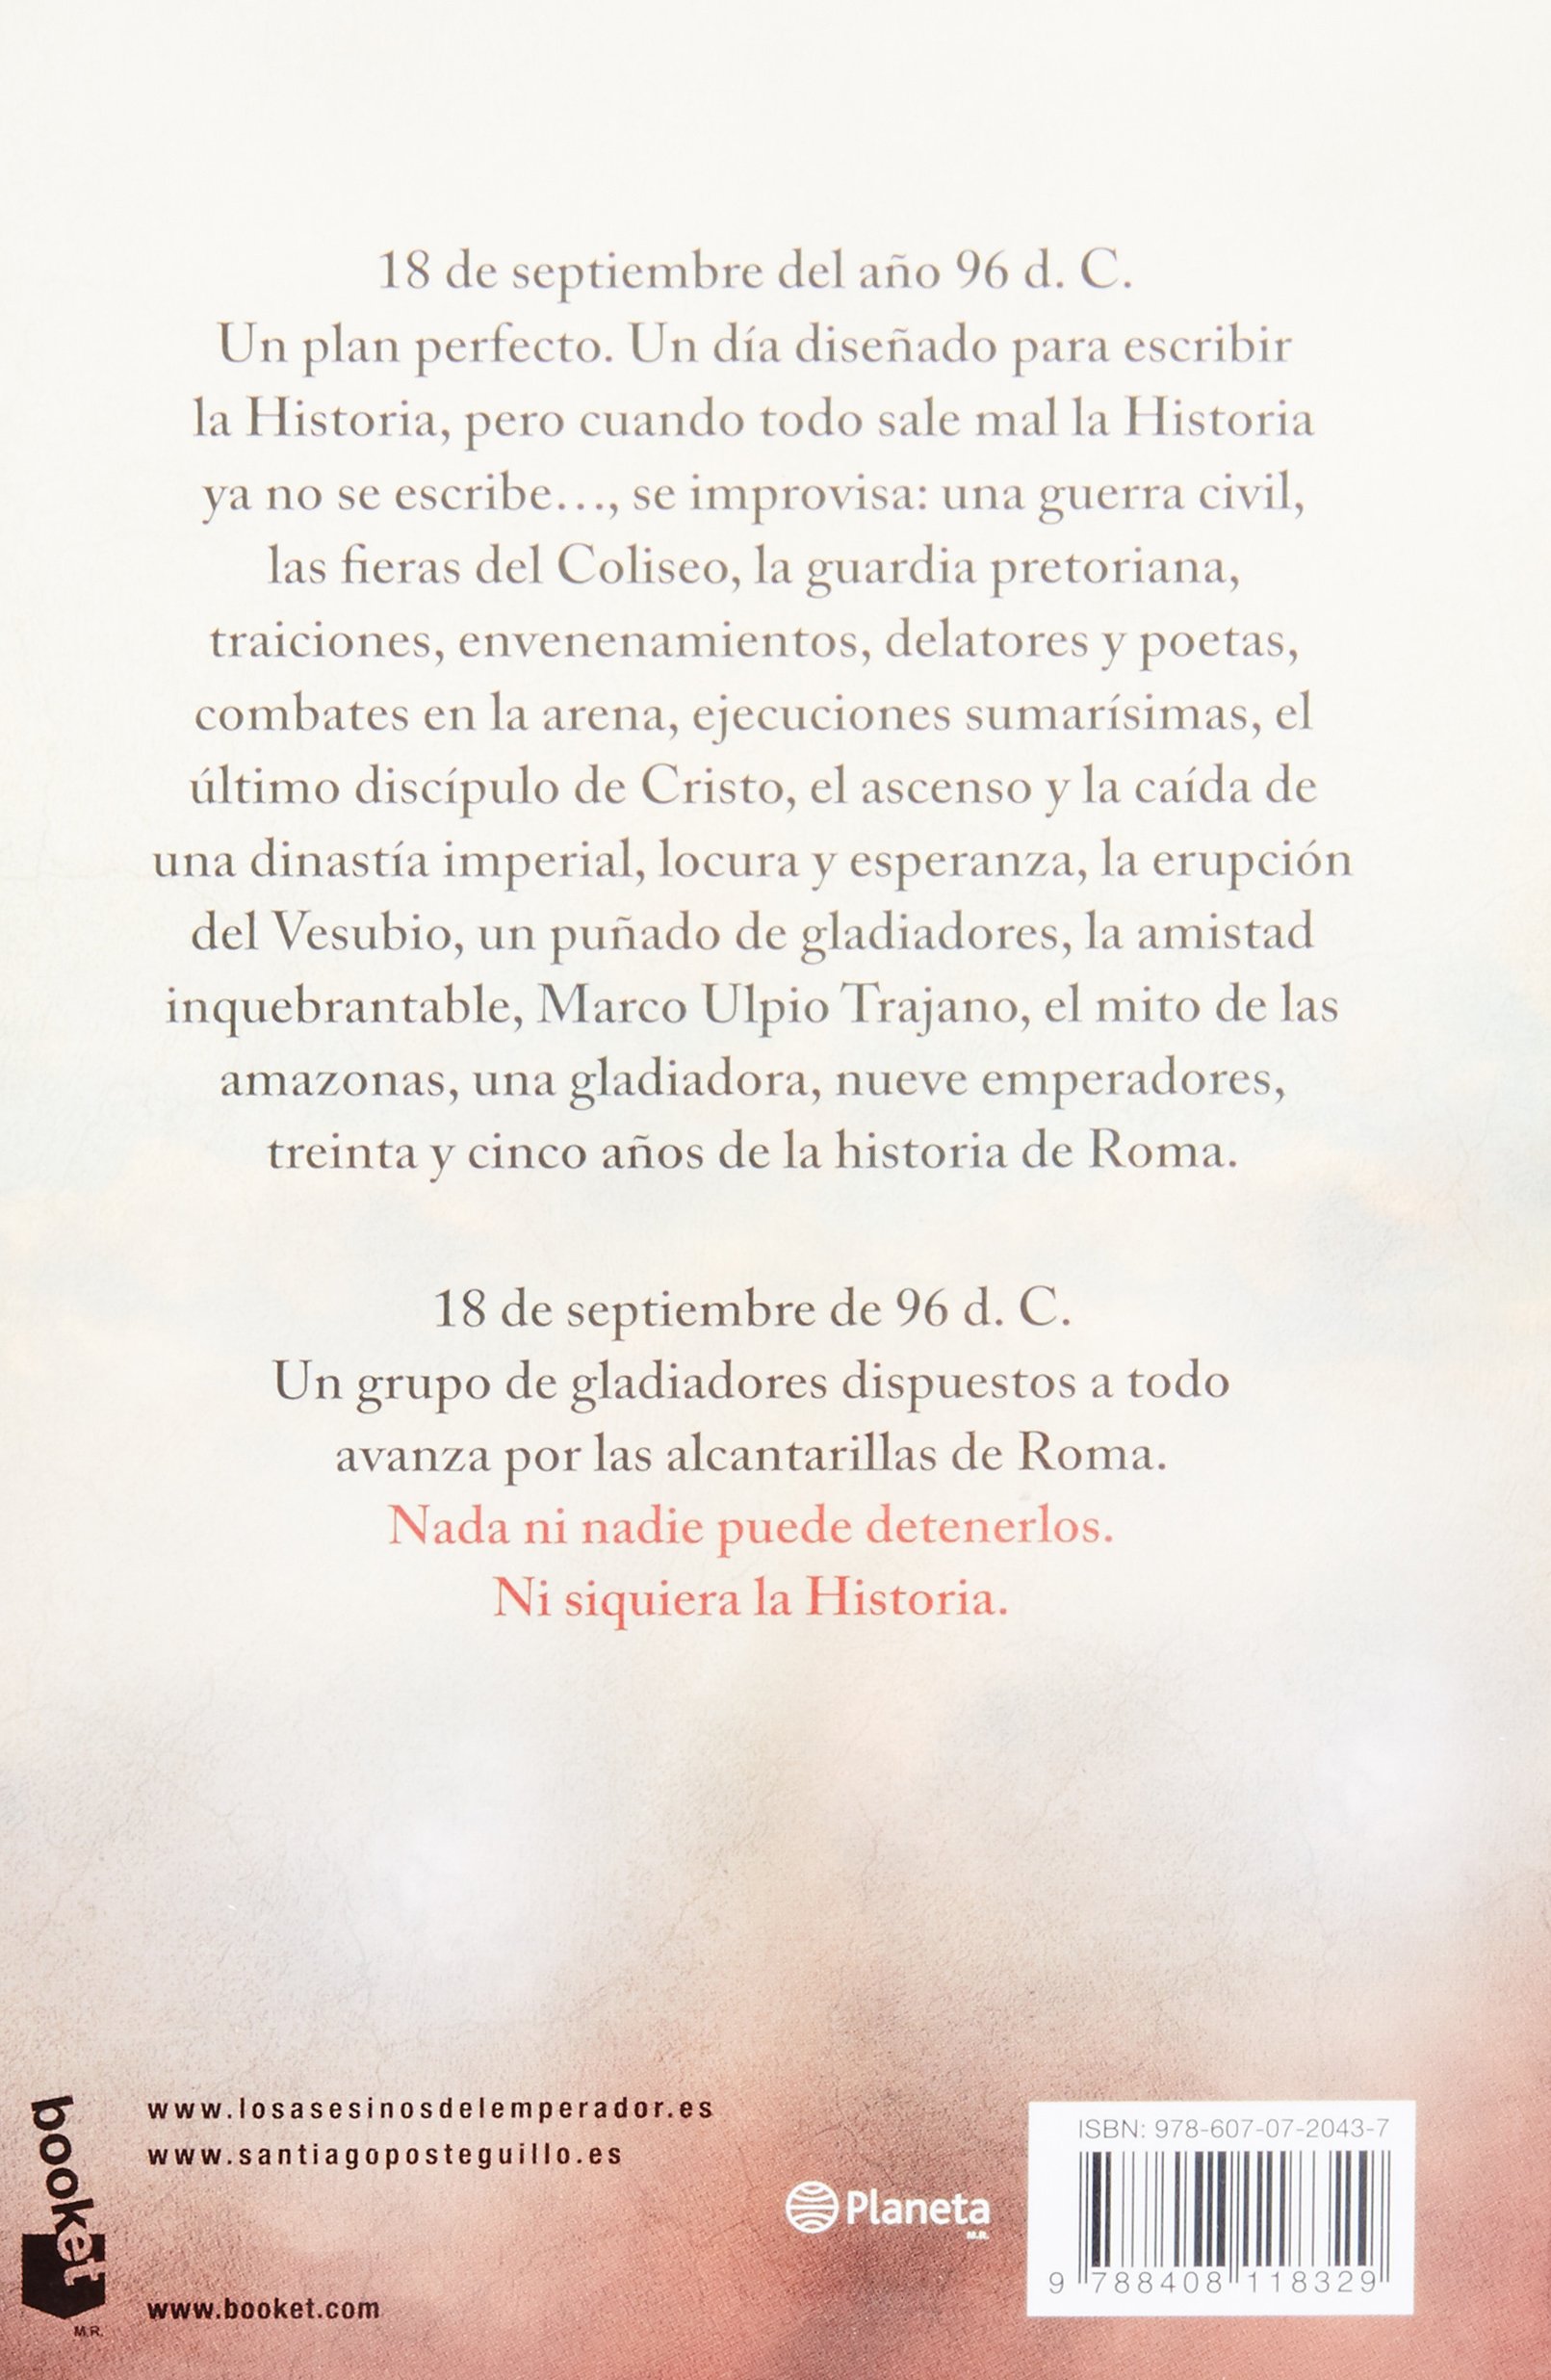 18 de septiembre del año 96 d. C.
Un plan perfecto. Un día diseñado para escribir
la Historia, pero cuando todo sale mal la Historia
ya no se escribe…, se improvisa: una guerra civil,
las fieras del Coliseo, la guardia pretoriana,
traiciones, envenenamientos, delatores y poetas,
combates en la arena, ejecuciones sumarísimas, el
último discípulo de Cristo, el ascenso y la caída de
una dinastía imperial, locura y esperanza, la erupción
del Vesubio, un puñado de gladiadores, la amistad
inquebrantable, Marco Ulpio Trajano, el mito de las
amazonas, una gladiadora, nueve emperadores,
treinta y cinco años de la historia de Roma.
18 de septiembre de 96 d. C.
Un grupo de gladiadores dispuestos a todo
avanza por las alcantarillas de Roma.
Nada ni nadie puede detenerlos.
Ni siquiera la Historia.
booket
M.R.
www.losasesinosdelemperador.es
www.santiagoposteguillo.es
www.booket.com
Planeta
M.R.
ISBN: 978-607-07-2043-7
9 788408 118329